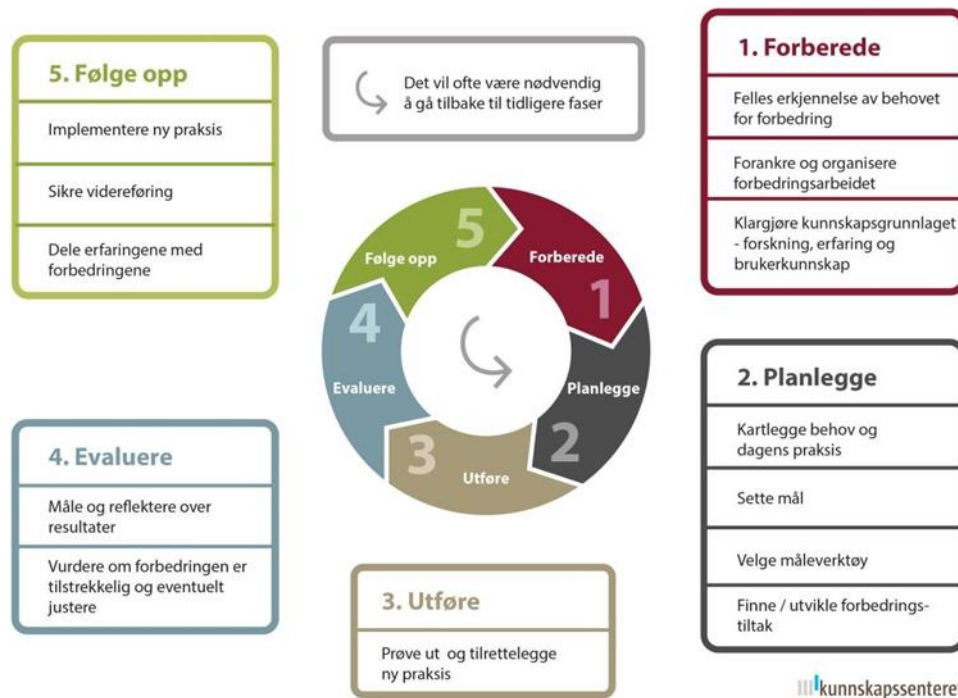 5. Følge opp
Implementere ny praksis
Sikre videreføring
Dele erfaringene med
forbedringene
Det vil ofte være nødvendig
å gå tilbake til tidligere faser
1. Forberede
Felles erkjennelse av behovet
for forbedring
Forankre og organisere
forbedringsarbeidet
Klargjøre kunnskapsgrunnlaget
- forskning, erfaring og
brukerkunnskap
5
Følge opp
Forberede
1
4
Evaluere
Planlegge
2
3
Utføre
2. Planlegge
Kartlegge behov og
dagens praksis
Sette mål
Velge måleverktøy
Finne / utvikle forbedrings-
tiltak
4. Evaluere
Måle og reflektere over
resultater
Vurdere om forbedringen er
tilstrekkelig og eventuelt
justere
3. Utføre
Prøve ut og tilrettelegge
ny praksis
kunnskapssenteret